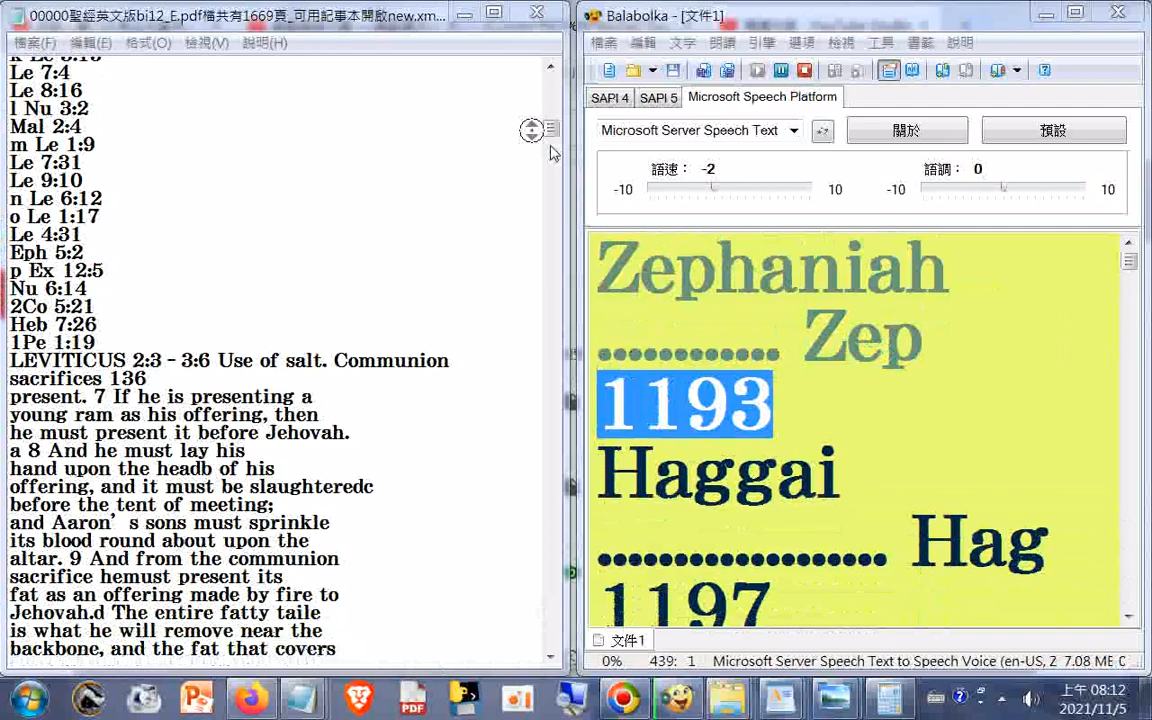 00000聖經英文版bi12_E.pdf檔共有1669頁_可用記事本開啟new.xm...
檔案(F) 編輯(E) 格式(O) 檢視(V) 說明(H)
Le 7:4
Le 8:16
l Nu 3:2
Mal 2:4
m Le 1:9
Le 7:31
Le 9:10
n Le 6:12
o Le 1:17
Le 4:31
Eph 5:2
p Ex 12:5
Nu 6:14
2Co 5:21
Heb 7:26
1Pe 1:19
LEVITICUS 2:3 – 3:6 Use of salt. Communion
sacrifices 136
present. 7 If he is presenting a
young ram as his offering, then
he must present it before Jehovah.
a 8 And he must lay his
hand upon the headb of his
offering, and it must be slaughteredc
before the tent of meeting;
and Aaron’ s sons must sprinkle
its blood round about upon the
altar. 9 And from the communion
sacrifice hemust present its
fat as an offering made by fire to
Jehovah.d The entire fatty taile
is what he will remove near the
backbone, and the fat that covers
Balabolka - [文件1]
檔案 編輯 文字 朗讀 引擎 選項 檢視 工具 書籤 說明
SAPI 4 SAPI 5 Microsoft Speech Platform
Microsoft Server Speech Text 關於 預設
語速： -2 語調： 0
-10 10 -10 10
Zephaniah
............ Zep
1193
Haggai
.................. Hag
1197
文件1
0% 439: 1 Microsoft Server Speech Text to Speech Voice (en-US, Z 7.08 ME
上午 08:12
2021/11/5